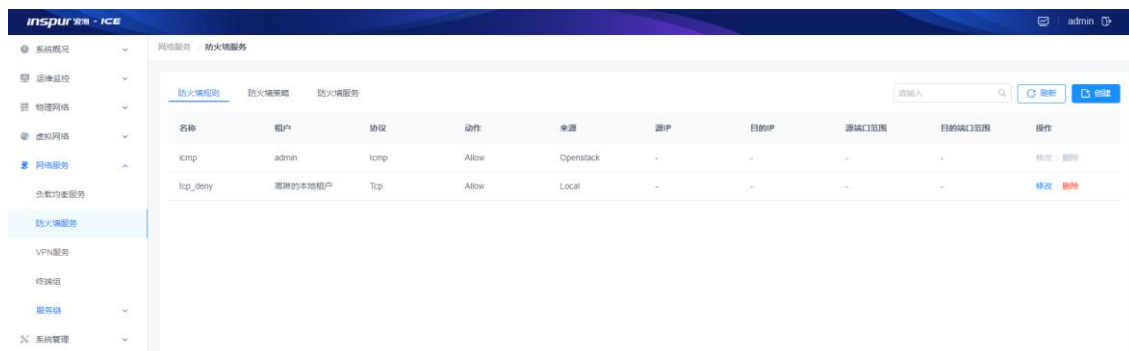 inspur 浪潮 - ICE
admin
系统概况
运维监控
物理网络
虚拟网络
网络服务
负载均衡服务
防火墙服务
VPN服务
终端组
服务链
系统管理
网络服务 / 防火墙服务
防火墙规则 防火墙策略 防火墙服务
请输入 刷新 创建
名称 租户 协议 动作 来源 源IP 目的IP 源端口范围 目的端口范围 操作
icmp admin Icmp Allow Openstack - - - - 修改 删除
tcp_deny 的本地租户 Tcp Allow Local - - - - 修改 删除